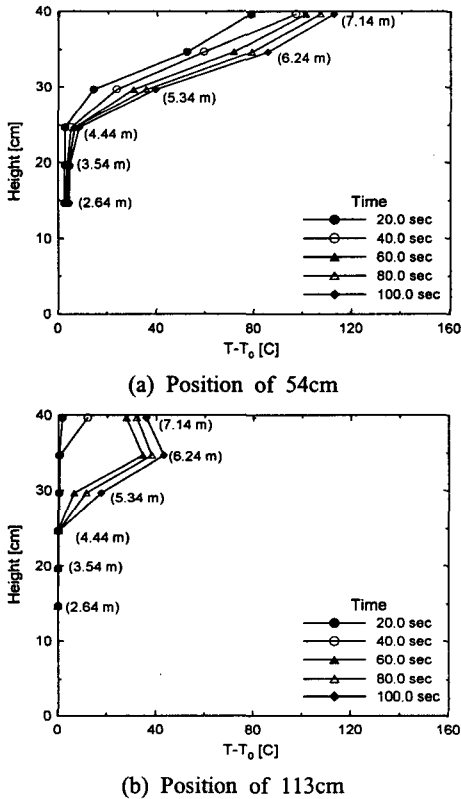 40
(7.14 m)
(6.24 m)
30
(5.34 m)
Height [cm]
(4.44 m)
20
(3.54 m)
(2.64 m)
Time
10
20.0 sec
40.0 sec
60.0 sec
80.0 sec
100.0 sec
0
0 40 80 120 160
T-T0 [C]
(a) Position of 54cm
40
(7.14 m)
(6.24 m)
30
(5.34 m)
Height [cm]
(4.44 m)
20
(3.54 m)
(2.64 m)
Time
10
20.0 sec
40.0 sec
60.0 sec
80.0 sec
100.0 sec
0
0 40 80 120 160
T-T0 [C]
(b) Position of 113cm